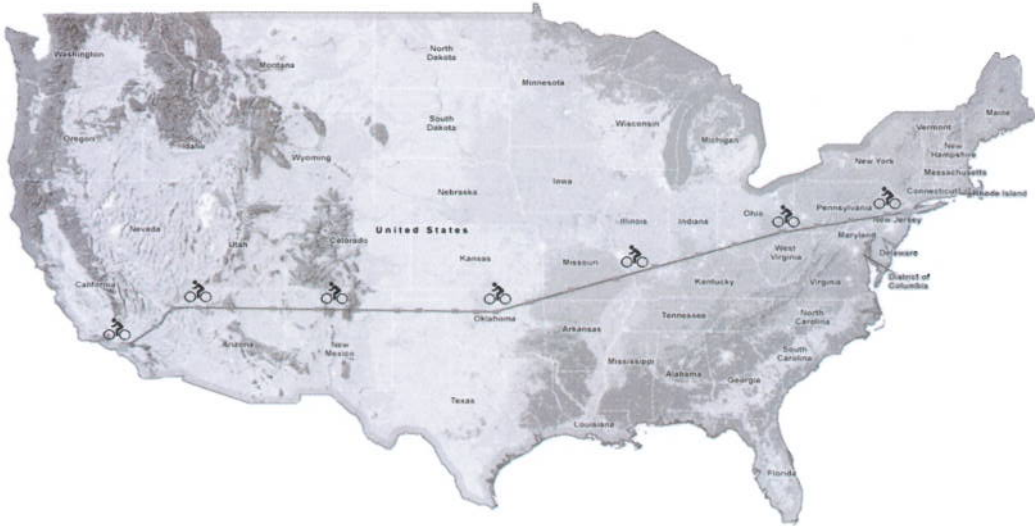 Washington
North
Dakota
Montana
Minnesota
South
Dakota
Wisconsin
Michigan
Maine
Vermont
New
Hampshire
Oregon
Idaho
Wyoming
New York
Massachusetts
Iowa
Nebraska
Connecticut
Rhode Island
Pennsylvania
Ohio
Illinois
Indiana
New Jersey
Nevada
United States
Maryland
Utah
Colorado
West
Virginia
Delaware
Kansas
Missouri
District of
Columbia
California
Kentucky
Virginia
Oklahoma
Tennessee
North
Carolina
Arkansas
Arizona
New
Mexico
South
Carolina
Mississippi
Alabama
Georgia
Texas
Louisiana
Florida